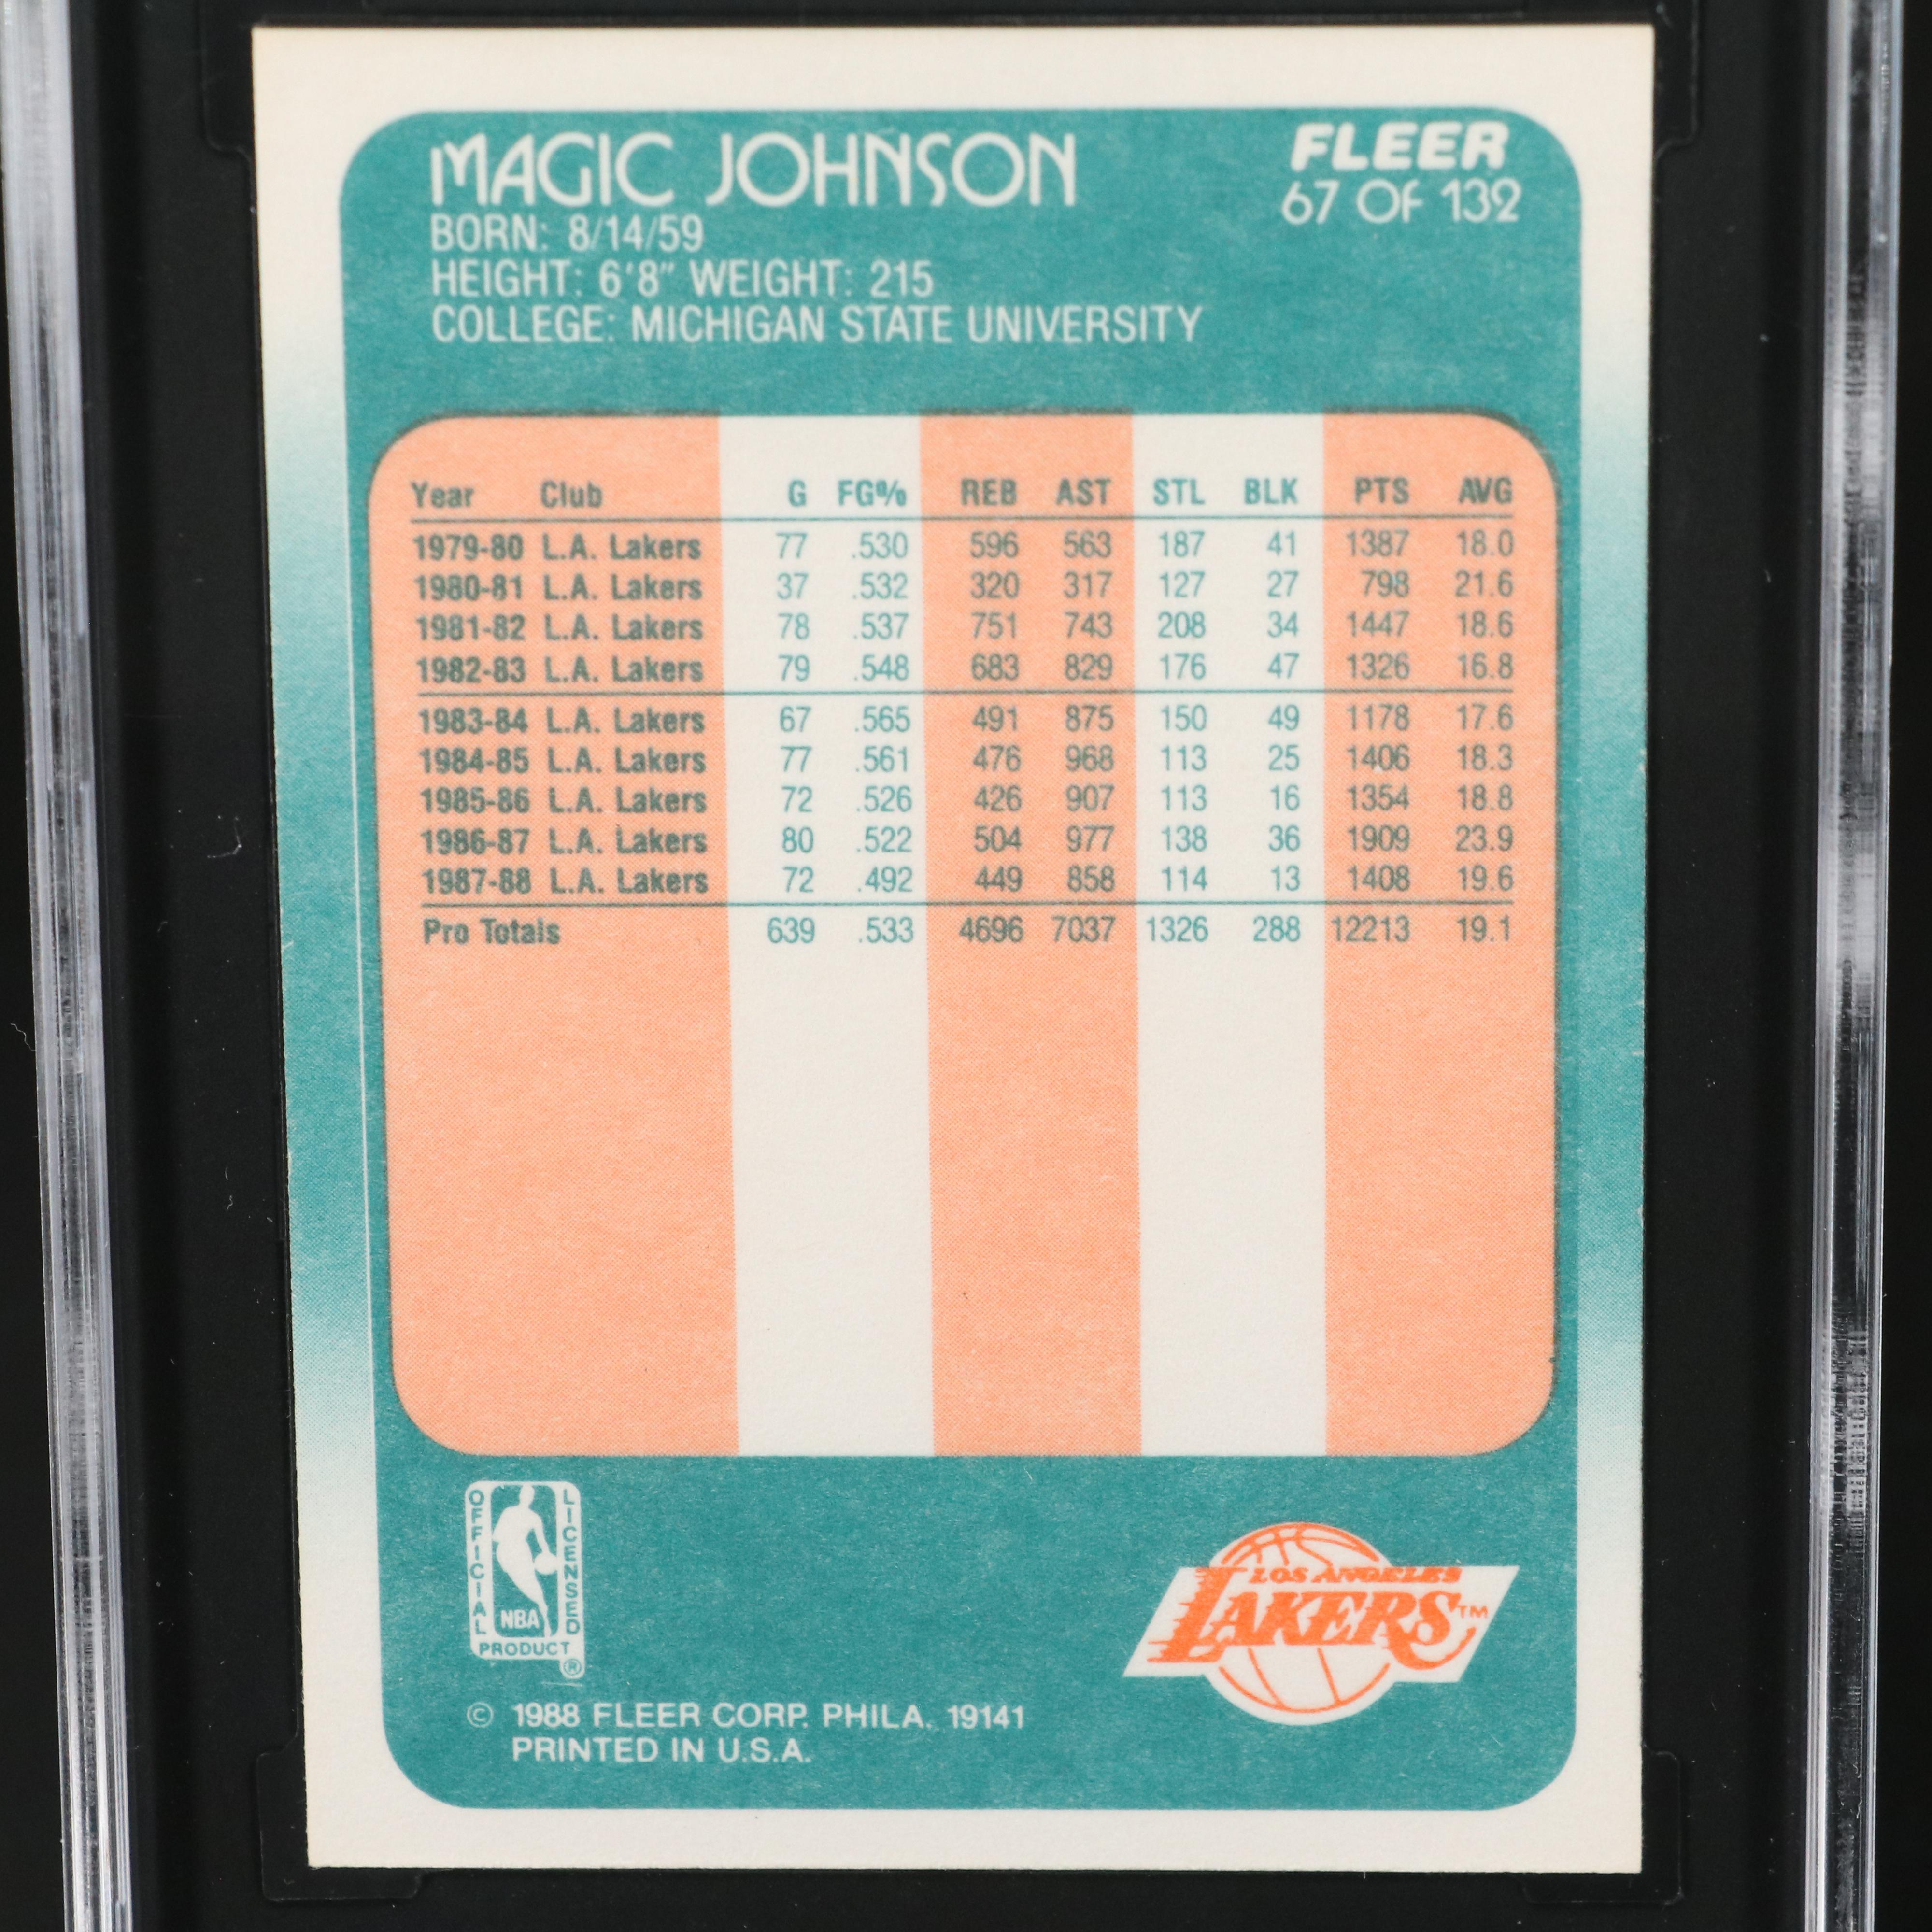 MAGIC JOHNSON
FLEER
67 OF 132
BORN: 8/14/59
HEIGHT: 6'8" WEIGHT: 215
COLLEGE: MICHIGAN STATE UNIVERSITY
Year Club G FG% REB AST STL BLK PTS AVG
1979-80 L.A. Lakers 77 .530 596 563 187 41 1387 18.0
1980-81 L.A. Lakers 37 .532 320 317 127 27 798 21.6
1981-82 L.A. Lakers 78 .537 751 743 208 34 1447 18.6
1982-83 L.A. Lakers 79 .548 683 829 176 47 1326 16.8
1983-84 L.A. Lakers 67 .565 491 875 150 49 1178 17.6
1984-85 L.A. Lakers 77 .561 476 968 113 25 1406 18.3
1985-86 L.A. Lakers 72 .526 426 907 113 16 1354 18.8
1986-87 L.A. Lakers 80 .522 504 977 138 36 1909 23.9
1987-88 L.A. Lakers 72 .492 449 858 114 13 1408 19.6
Pro Totals 639 .533 4696 7037 1326 288 12213 19.1
OFFICIAL
LICENSED
NBA
PRODUCT
®
LOS ANGELES
LAKERS™
© 1988 FLEER CORP. PHILA. 19141
PRINTED IN U.S.A.